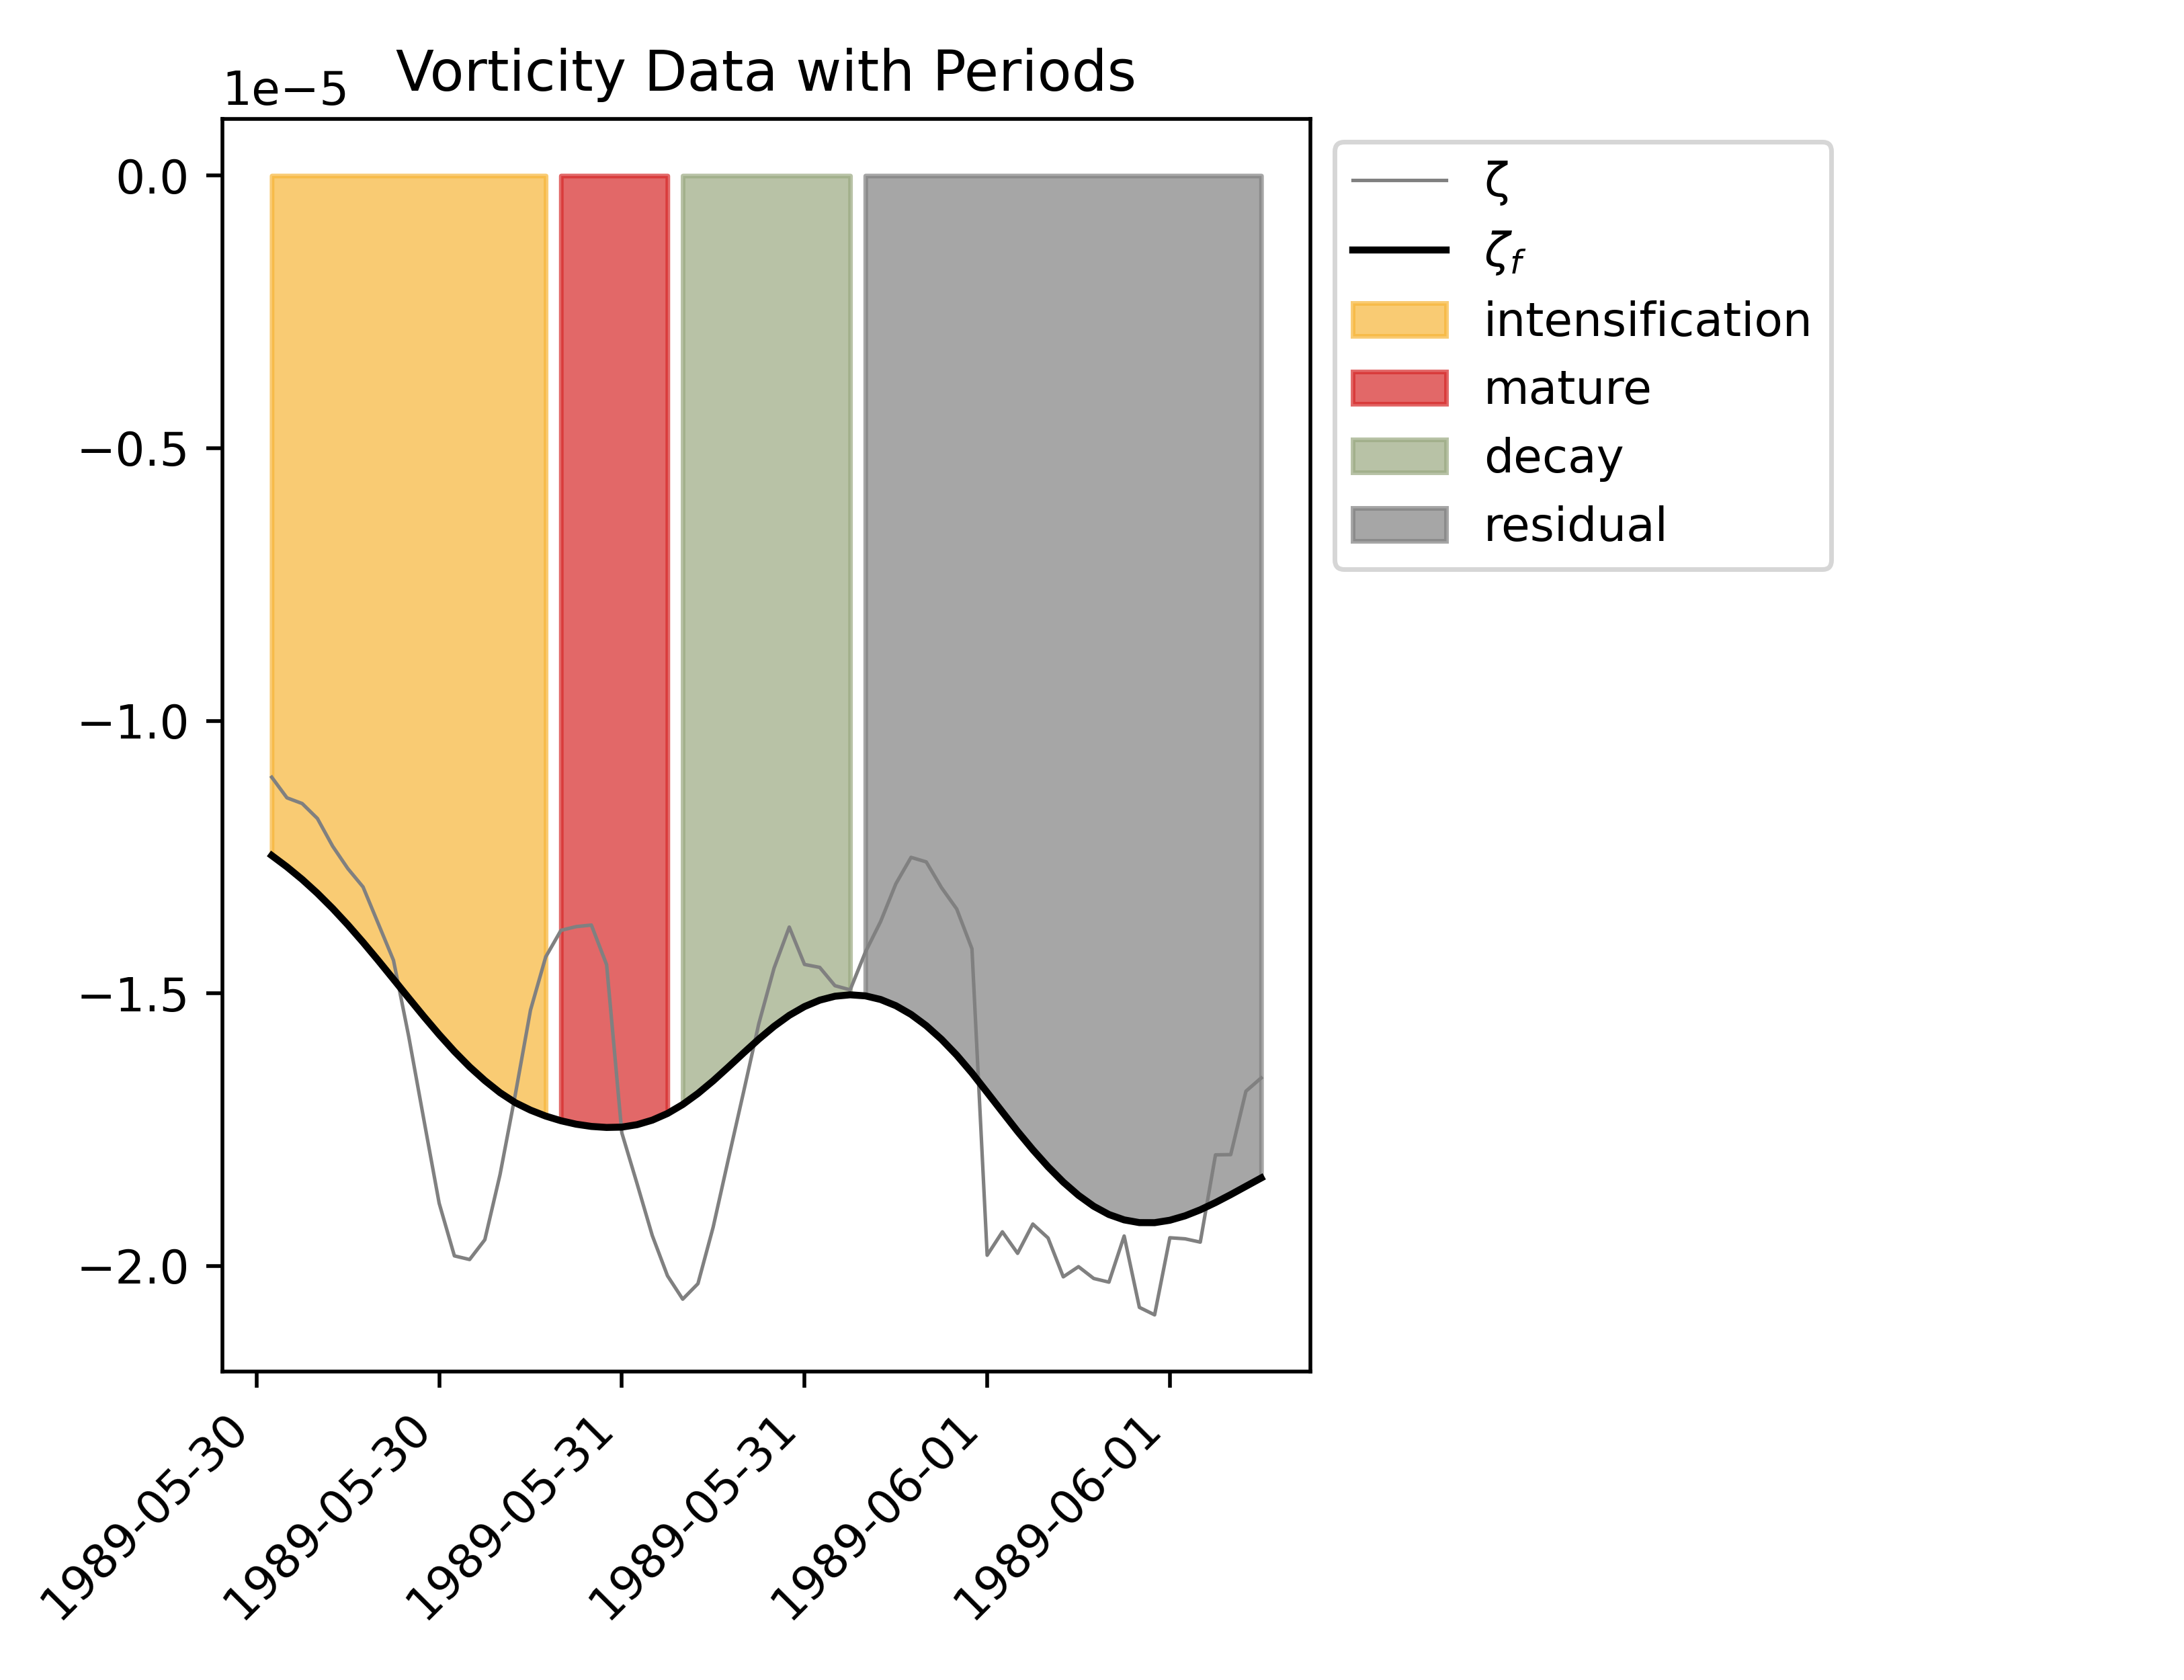 Vorticity Data with Periods
1e−5
0.0
−0.5
−1.0
−1.5
−2.0
1989-05-30
1989-05-30
1989-05-31
1989-05-31
1989-06-01
1989-06-01
ζ
ζf
intensification
mature
decay
residual